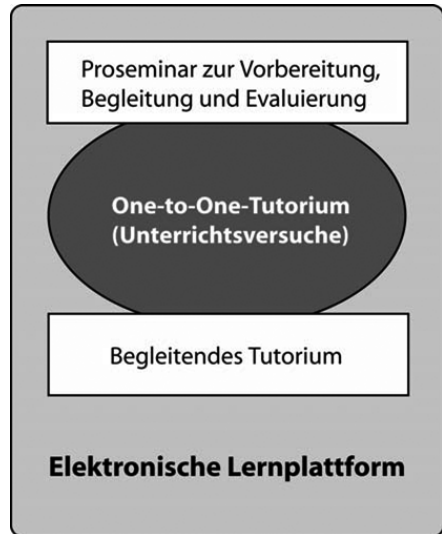 Proseminar zur Vorbereitung,
Begleitung und Evaluierung
One-to-One-Tutorium
(Unterrichtsversuche)
Begleitendes Tutorium
Elektronische Lernplattform